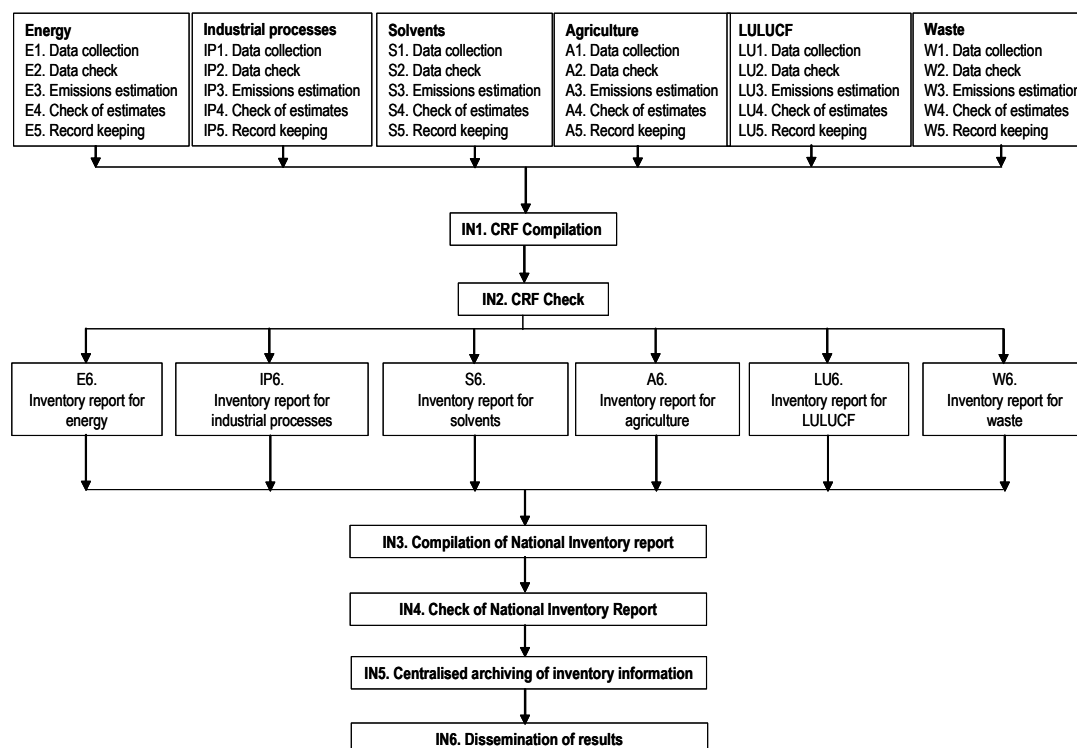 Energy
E1. Data collection
E2. Data check
E3. Emissions estimation
E4. Check of estimates
E5. Record keeping
Industrial processes
IP1. Data collection
IP2. Data check
IP3. Emissions estimation
IP4. Check of estimates
IP5. Record keeping
Solvents
S1. Data collection
S2. Data check
S3. Emissions estimation
S4. Check of estimates
S5. Record keeping
Agriculture
A1. Data collection
A2. Data check
A3. Emissions estimation
A4. Check of estimates
A5. Record keeping
LULUCF
LU1. Data collection
LU2. Data check
LU3. Emissions estimation
LU4. Check of estimates
LU5. Record keeping
Waste
W1. Data collection
W2. Data check
W3. Emissions estimation
W4. Check of estimates
W5. Record keeping
IN1. CRF Compilation
IN2. CRF Check
E6.
Inventory report for
energy
IP6.
Inventory report for
industrial processes
S6.
Inventory report for
solvents
A6.
Inventory report for
agriculture
LU6.
Inventory report for
LULUCF
W6.
Inventory report for
waste
IN3. Compilation of National Inventory report
IN4. Check of National Inventory Report
IN5. Centralised archiving of inventory information
IN6. Dissemination of results